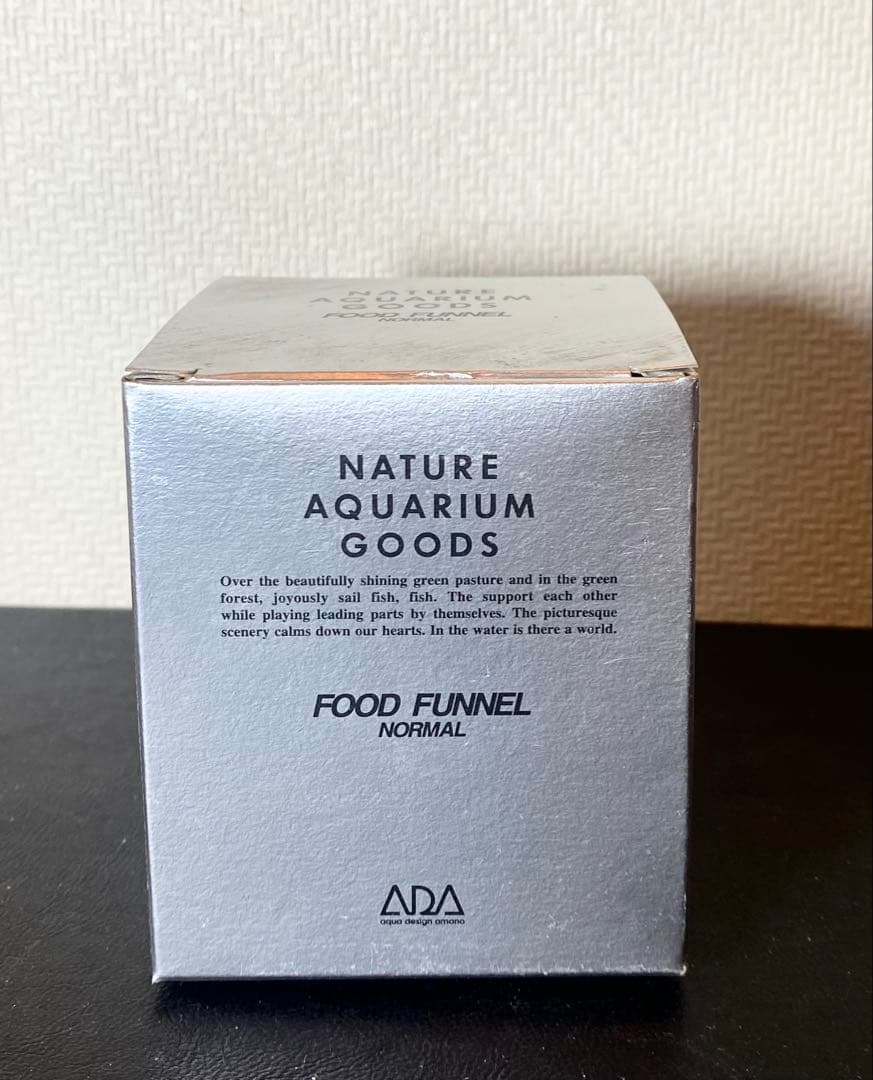 NATURE
AQUARIUM
GOODS
FOOD FUNNEL
NORMAL
NATURE
AQUARIUM
GOODS
Over the beautifully shining green pasture and in the green
forest, joyously sail fish, fish. The support each other
while playing leading parts by themselves. The picturesque
scenery calms down our hearts. In the water is there a world.
FOOD FUNNEL
NORMAL
ADA
aqua design amano